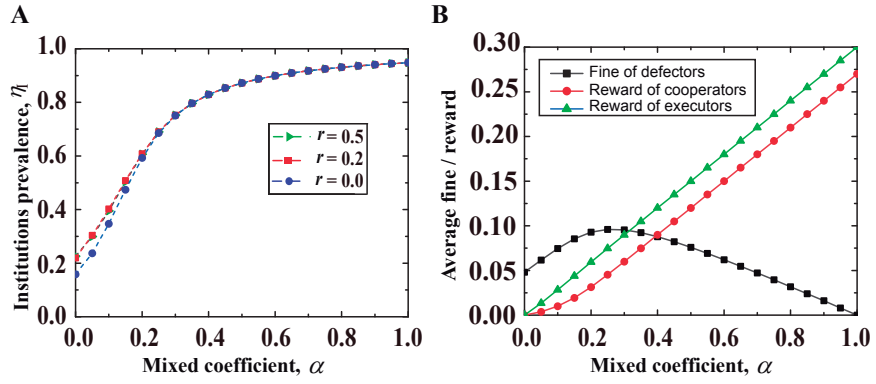 A
Institutions prevalence, η_I
1.0
0.8
0.6
0.4
0.2
0.0
r = 0.5
r = 0.2
r = 0.0
0.0 0.2 0.4 0.6 0.8 1.0
Mixed coefficient, α
B
Average fine / reward
0.30
0.25
0.20
0.15
0.10
0.05
0.00
Fine of defectors
Reward of cooperators
Reward of executors
0.0 0.2 0.4 0.6 0.8 1.0
Mixed coefficient, α